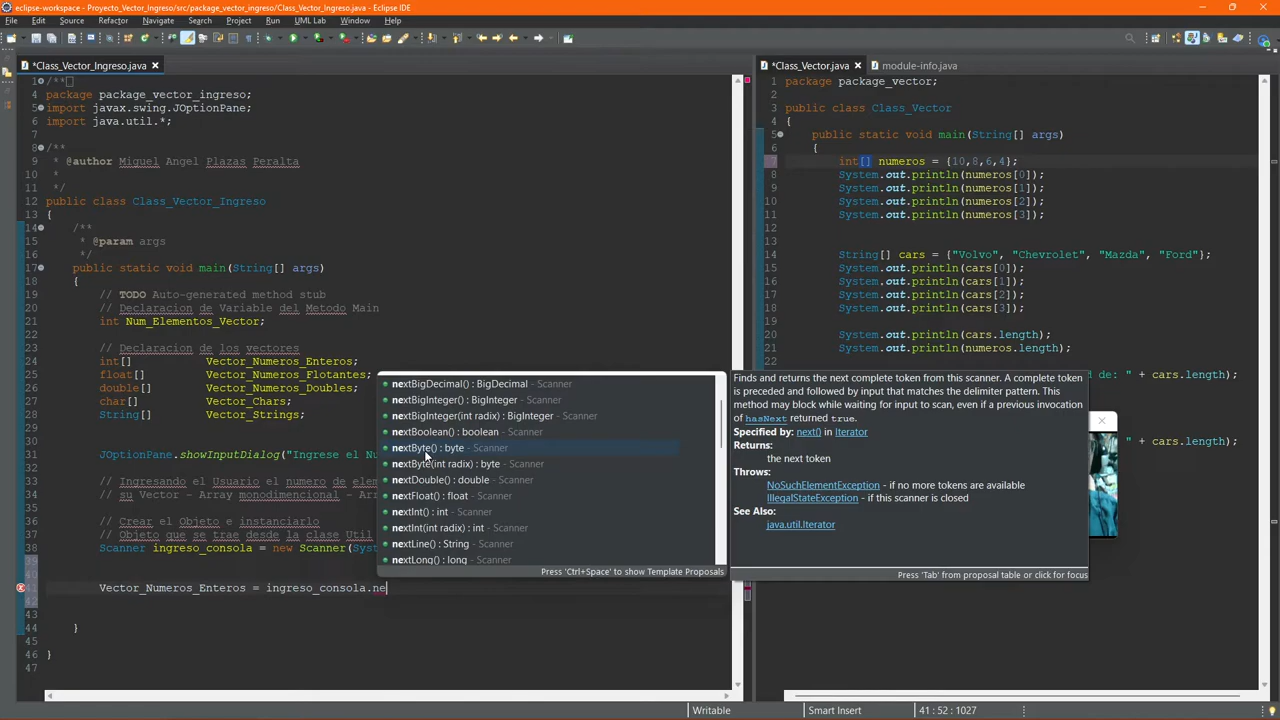 eclipse-workspace - Proyecto_Vector_Ingreso/src/package_vector_ingreso/Class_Vector_Ingreso.java - Eclipse IDE
File Edit Source Refactor Navigate Search Project Run UML Lab Window Help
*Class_Vector_Ingreso.java
1 /**
4 package package_vector_ingreso;
5 import javax.swing.JOptionPane;
6 import java.util.*;
7
8 /**
9 * @author Miguel Angel Plazas Peralta
10 *
11 */
12 public class Class_Vector_Ingreso
13 {
14 /**
15 * @param args
16 */
17 public static void main(String[] args)
18 {
19 // TODO Auto-generated method stub
20 // Declaracion de Variable del Metodo Main
21 int Num_Elementos_Vector;
22
23 // Declaracion de los vectores
24 int[] Vector_Numeros_Enteros;
25 float[] Vector_Numeros_Flotantes;
26 double[] Vector_Numeros_Doubles;
27 char[] Vector_Chars;
28 String[] Vector_Strings;
31 JOptionPane.showInputDialog("Ingrese el Nu
33 // Ingresando el Usuario el numero de elem
34 // su Vector - Array monodimencional - Arr
35
36 // Crear el Objeto e instanciarlo
37 // Objeto que se trae desde la clase Util
38 Scanner ingreso_consola = new Scanner(Syst
Vector_Numeros_Enteros = ingreso_consola.ne
43
44 }
45
46 }
47
nextBigDecimal() : BigDecimal - Scanner
nextBigInteger() : BigInteger - Scanner
nextBigInteger(int radix) : BigInteger - Scanner
nextBoolean() : boolean - Scanner
nextByte() : byte - Scanner
nextByte(int radix) : byte - Scanner
nextDouble() : double - Scanner
nextFloat() : float - Scanner
nextInt() : int - Scanner
nextInt(int radix) : int - Scanner
nextLine() : String - Scanner
nextLong() : long - Scanner
Press 'Ctrl+Space' to show Template Proposals
Finds and returns the next complete token from this scanner. A complete token
is preceded and followed by input that matches the delimiter pattern. This
method may block while waiting for input to scan, even if a previous invocation
of hasNext returned true.
Specified by: next() in Iterator
Returns:
the next token
Throws:
NoSuchElementException - if no more tokens are available
IllegalStateException - if this scanner is closed
See Also:
java.util.Iterator
Press 'Tab' from proposal table or click for focus
*Class_Vector.java
module-info.java
1 package package_vector;
2
3 public class Class_Vector
4 {
5 public static void main(String[] args)
6 {
7 int[] numeros = {10,8,6,4};
8 System.out.println(numeros[0]);
9 System.out.println(numeros[1]);
10 System.out.println(numeros[2]);
11 System.out.println(numeros[3]);
12
13
14 String[] cars = {"Volvo", "Chevrolet", "Mazda", "Ford"};
15 System.out.println(cars[0]);
16 System.out.println(cars[1]);
17 System.out.println(cars[2]);
18 System.out.println(cars[3]);
19
20 System.out.println(cars.length);
21 System.out.println(numeros.length);
22
d de: " + cars.length);
" + cars.length);
Writable Smart Insert 41 : 52 : 1027